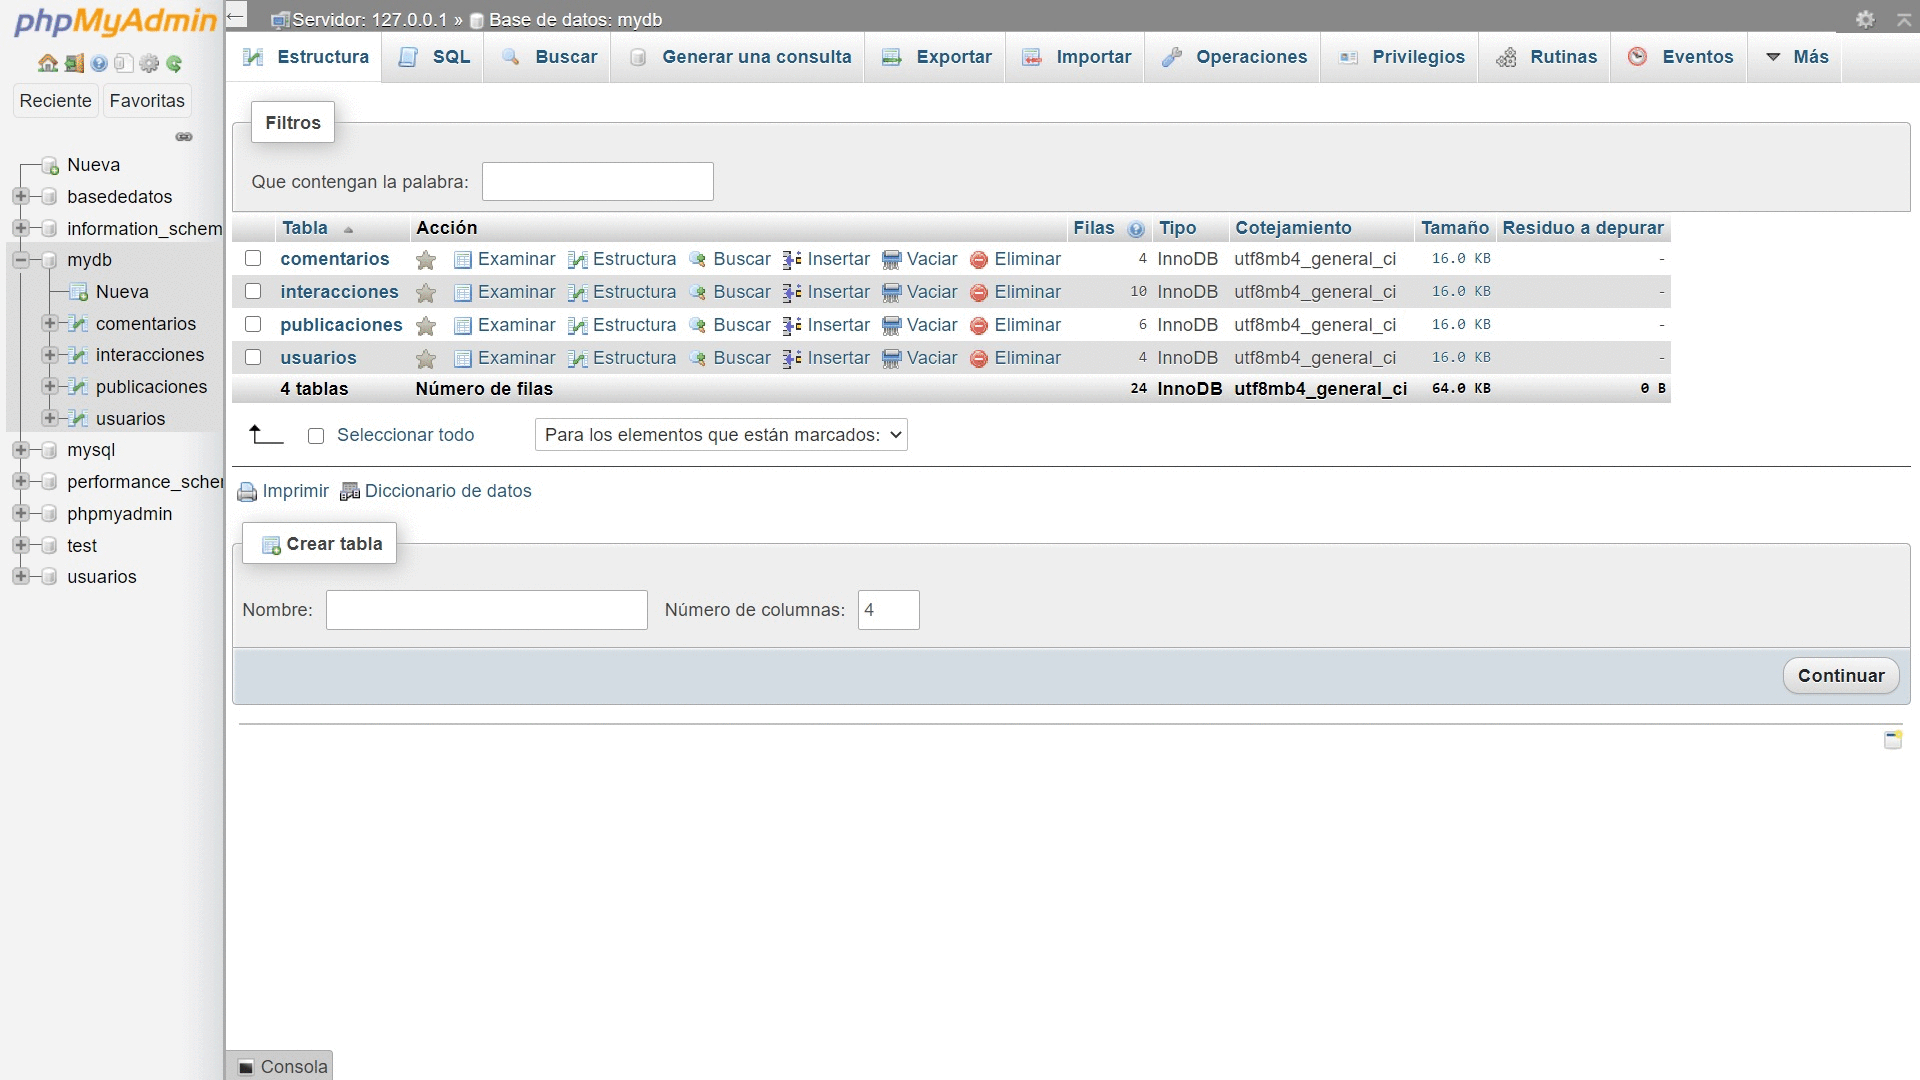 phpMyAdmin
Reciente Favoritas
Nueva
basededatos
information_schem
mydb
Nueva
comentarios
interacciones
publicaciones
usuarios
mysql
performance_scher
phpmyadmin
test
usuarios
Servidor: 127.0.0.1 » Base de datos: mydb
Estructura SQL Buscar Generar una consulta Exportar Importar Operaciones Privilegios Rutinas Eventos Más
Filtros
Que contengan la palabra:
Tabla Acción Filas Tipo Cotejamiento Tamaño Residuo a depurar
comentarios Examinar Estructura Buscar Insertar Vaciar Eliminar 4 InnoDB utf8mb4_general_ci 16.0 KB -
interacciones Examinar Estructura Buscar Insertar Vaciar Eliminar 10 InnoDB utf8mb4_general_ci 16.0 KB -
publicaciones Examinar Estructura Buscar Insertar Vaciar Eliminar 6 InnoDB utf8mb4_general_ci 16.0 KB -
usuarios Examinar Estructura Buscar Insertar Vaciar Eliminar 4 InnoDB utf8mb4_general_ci 16.0 KB -
4 tablas Número de filas 24 InnoDB utf8mb4_general_ci 64.0 KB 0 B
Seleccionar todo Para los elementos que están marcados:
Imprimir Diccionario de datos
Crear tabla
Nombre: Número de columnas: 4
Continuar
Consola